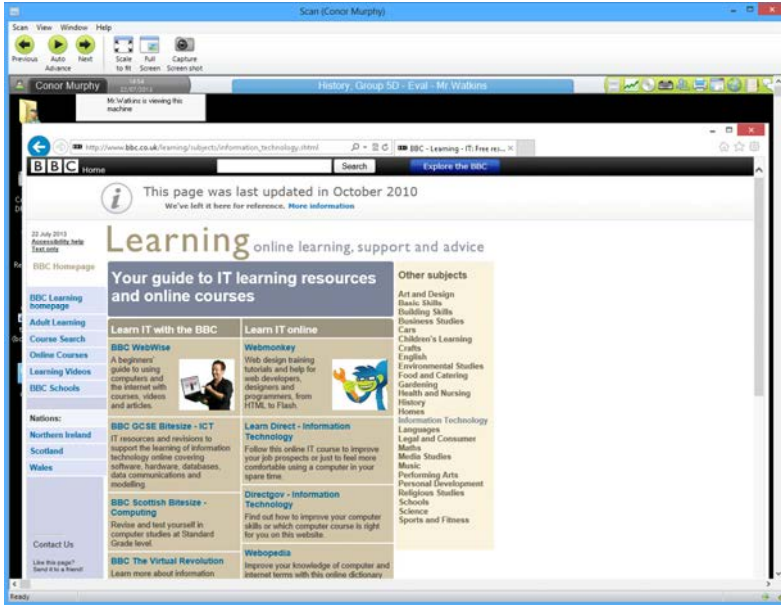 Scan (Conor Murphy)
Scan View Window Help
Previous
Auto Advance
Next
Scale to fit
Full Screen
Capture Screen shot
Conor Murphy
22/07/2013
History, Group 5D - Eval - Mr Watkins
Mr Watkins is viewing this
machine
http://www.bbc.co.uk/learning/subjects/information_technology.shtml
BBC - Learning - IT: Free res...
BBC Home
Search
Explore the BBC
This page was last updated in October 2010
We've left it here for reference. More information
22 July 2013
Accessibility help
Text only
BBC Homepage
BBC Learning
homepage
Adult Learning
Course Search
Online Courses
Learning Videos
BBC Schools
Nations:
Northern Ireland
Scotland
Wales
Contact Us
Like this page?
Send it to a friend!
Learning online learning, support and advice
Your guide to IT learning resources
and online courses
Learn IT with the BBC
BBC WebWise
A beginners'
guide to using
computers and
the internet with
courses, videos
and articles.
BBC GCSE Bitesize - ICT
IT resources and revisions to
support the learning of information
technology online covering
software, hardware, databases,
data communications and
modelling.
BBC Scottish Bitesize -
Computing
Revise and test yourself in
computer studies at Standard
Grade level.
BBC The Virtual Revolution
Learn more about information
Learn IT online
Webmonkey
Web design training
tutorials and help for
web developers,
designers and
programmers, from
HTML to Flash.
Learn Direct - Information
Technology
Follow this online IT course to improve
your job prospects or just to feel more
comfortable using a computer in your
spare time.
Directgov - Information
Technology
Find out how to improve your computer
skills or which computer course is right
for you on this website.
Webopedia
Improve your knowledge of computer and
internet terms with this online dictionary
Other subjects
Art and Design
Basic Skills
Building Skills
Business Studies
Cars
Children's Learning
Crafts
English
Environmental Studies
Food and Catering
Gardening
Health and Nursing
History
Homes
Information Technology
Languages
Legal and Consumer
Maths
Media Studies
Music
Performing Arts
Personal Development
Religious Studies
Schools
Science
Sports and Fitness
Ready